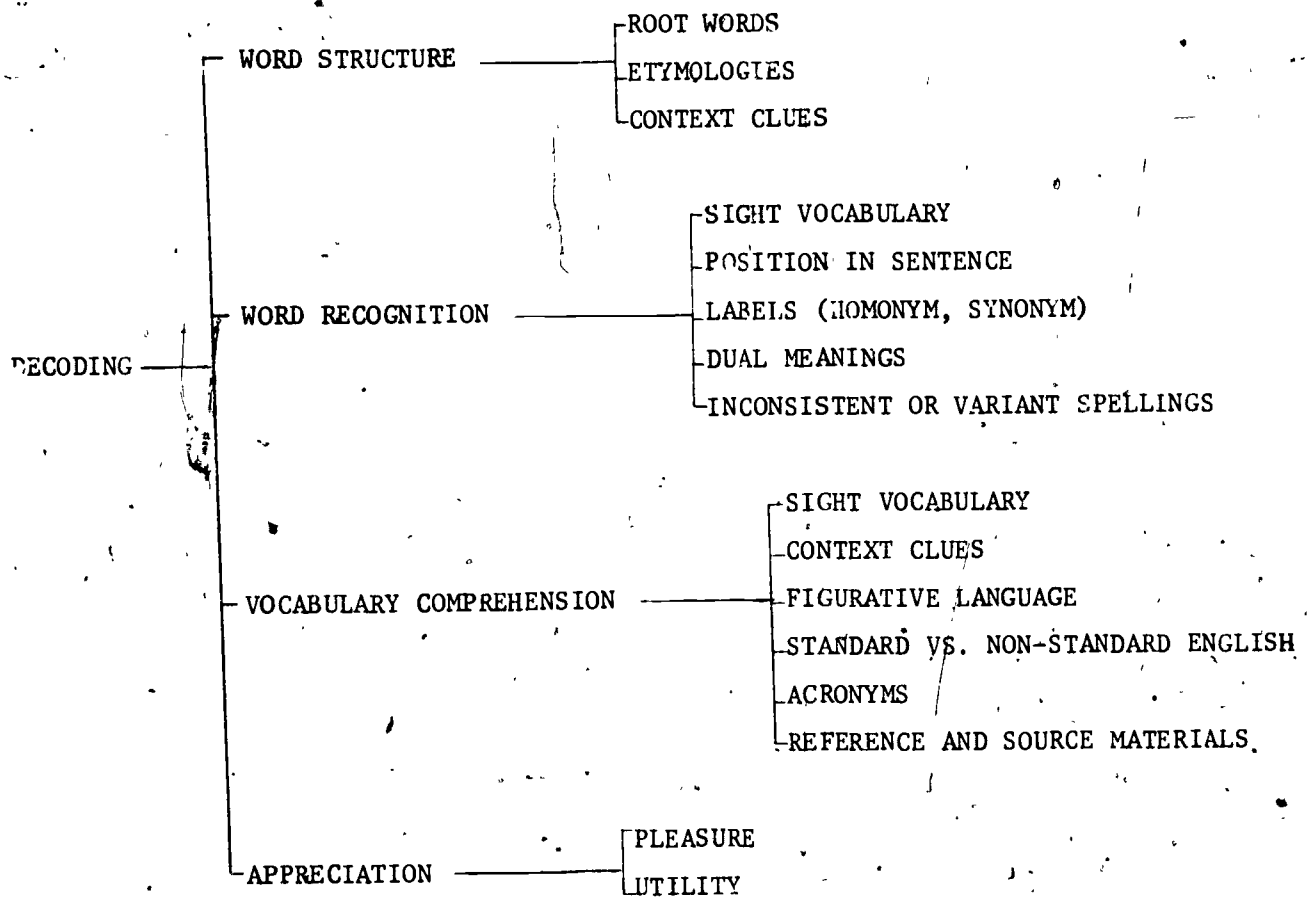 DECODING
WORD STRUCTURE
ROOT WORDS
ETYMOLOGIES
CONTEXT CLUES
WORD RECOGNITION
SIGHT VOCABULARY
POSITION IN SENTENCE
LABELS (HOMONYM, SYNONYM)
DUAL MEANINGS
INCONSISTENT OR VARIANT SPELLINGS
VOCABULARY COMPREHENSION
SIGHT VOCABULARY
CONTEXT CLUES
FIGURATIVE LANGUAGE
STANDARD VS. NON-STANDARD ENGLISH
ACRONYMS
REFERENCE AND SOURCE MATERIALS
APPRECIATION
PLEASURE
UTILITY